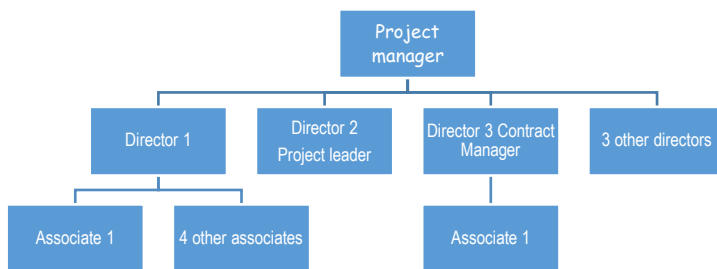 Project
manager
Director 1
Director 2
Project leader
Director 3 Contract
Manager
3 other directors
Associate 1
4 other associates
Associate 1